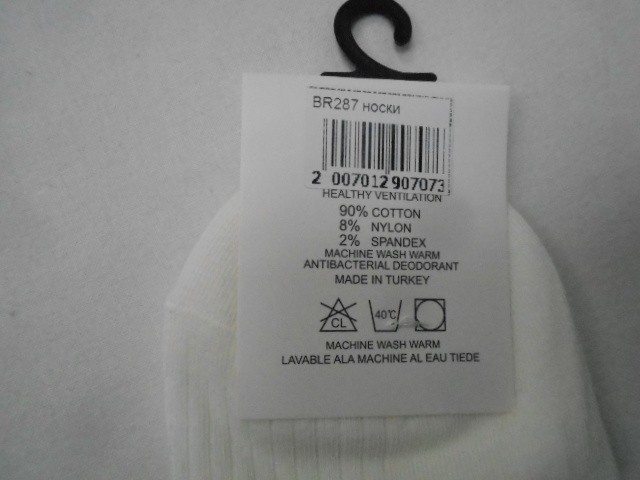 BR287 НОСКИ
2 007012 907073
HEALTHY VENTILATION
90% COTTON
8% NYLON
2% SPANDEX
MACHINE WASH WARM
ANTIBACTERIAL DEODORANT
MADE IN TURKEY
CL 40℃
MACHINE WASH WARM
LAVABLE ALA MACHINE AL EAU TIEDE